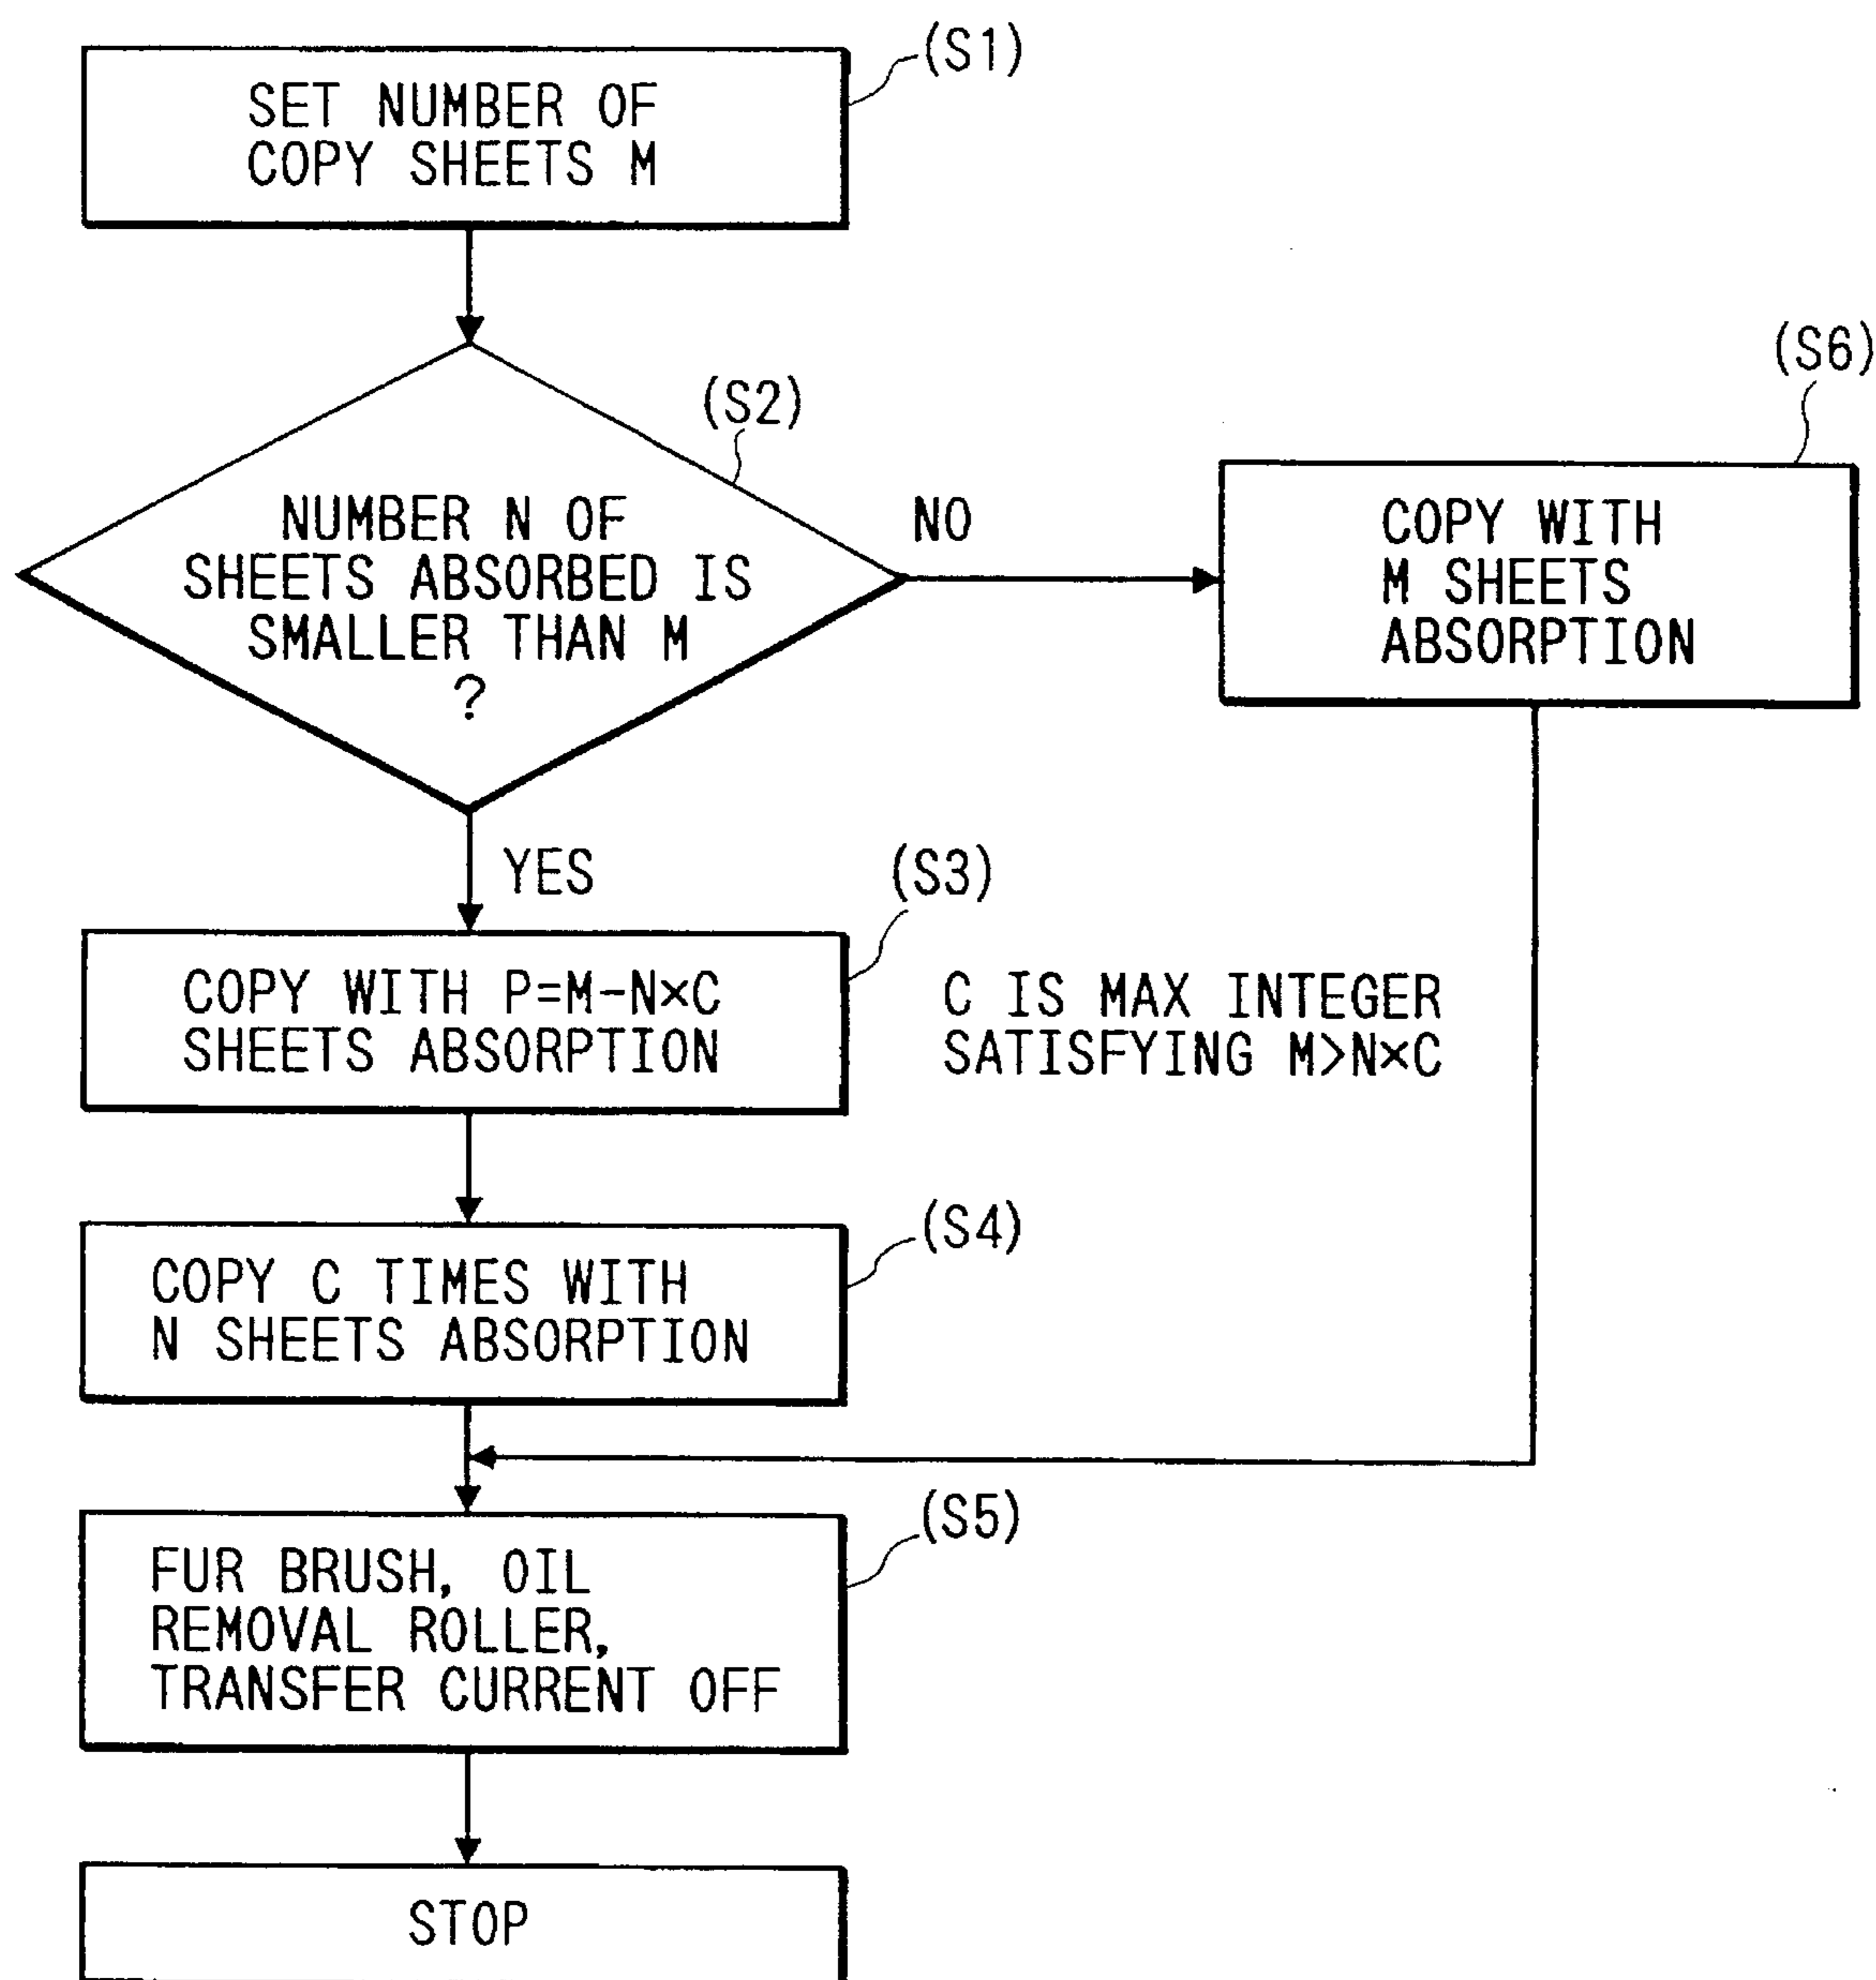 (S1)
SET NUMBER OF
COPY SHEETS M
(S2)
NUMBER N OF
SHEETS ABSORBED IS
SMALLER THAN M
?
NO
(S6)
COPY WITH
M SHEETS
ABSORPTION
YES
(S3)
COPY WITH P=M-N×C
SHEETS ABSORPTION
C IS MAX INTEGER
SATISFYING M>N×C
(S4)
COPY C TIMES WITH
N SHEETS ABSORPTION
(S5)
FUR BRUSH, OIL
REMOVAL ROLLER,
TRANSFER CURRENT OFF
STOP